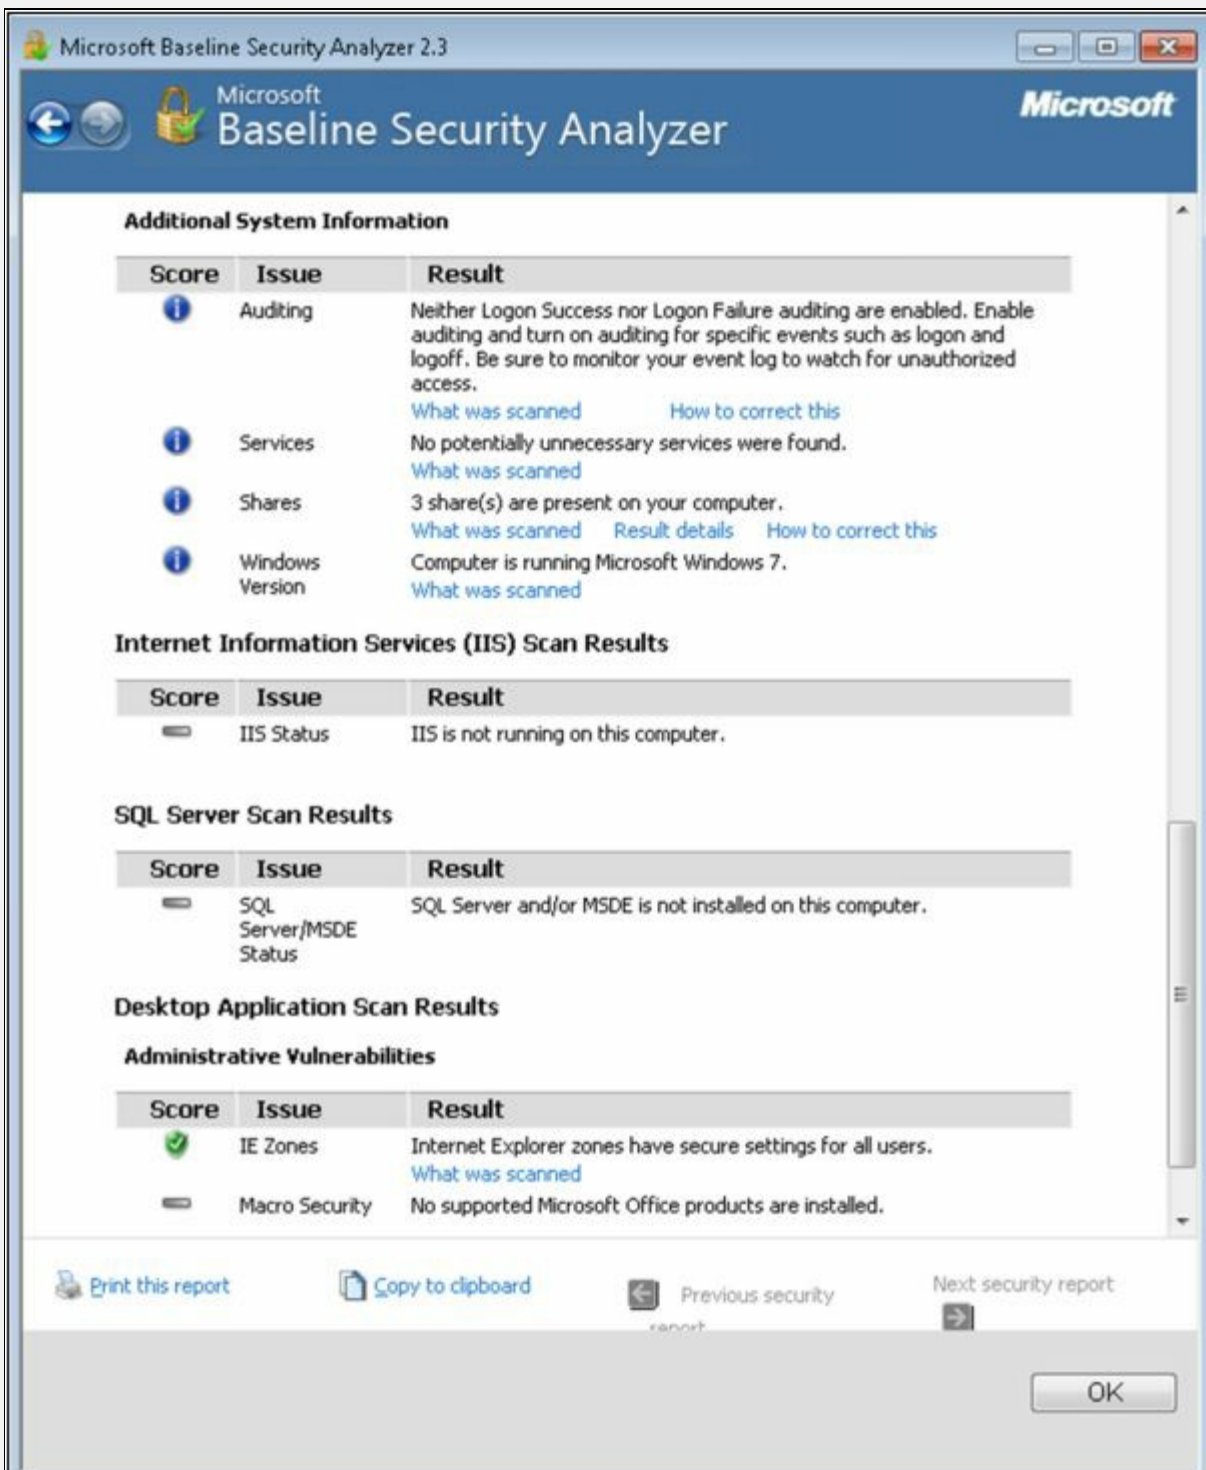 Microsoft Baseline Security Analyzer 2.3
Microsoft
Baseline Security Analyzer
Microsoft
Additional System Information
Score Issue Result
Auditing Neither Logon Success nor Logon Failure auditing are enabled. Enable
auditing and turn on auditing for specific events such as logon and
logoff. Be sure to monitor your event log to watch for unauthorized
access.
What was scanned How to correct this
Services No potentially unnecessary services were found.
What was scanned
Shares 3 share(s) are present on your computer.
What was scanned Result details How to correct this
Windows Computer is running Microsoft Windows 7.
Version What was scanned
Internet Information Services (IIS) Scan Results
Score Issue Result
IIS Status IIS is not running on this computer.
SQL Server Scan Results
Score Issue Result
SQL SQL Server and/or MSDE is not installed on this computer.
Server/MSDE
Status
Desktop Application Scan Results
Administrative Vulnerabilities
Score Issue Result
IE Zones Internet Explorer zones have secure settings for all users.
What was scanned
Macro Security No supported Microsoft Office products are installed.
Print this report Copy to clipboard Previous security Next security report
report
OK